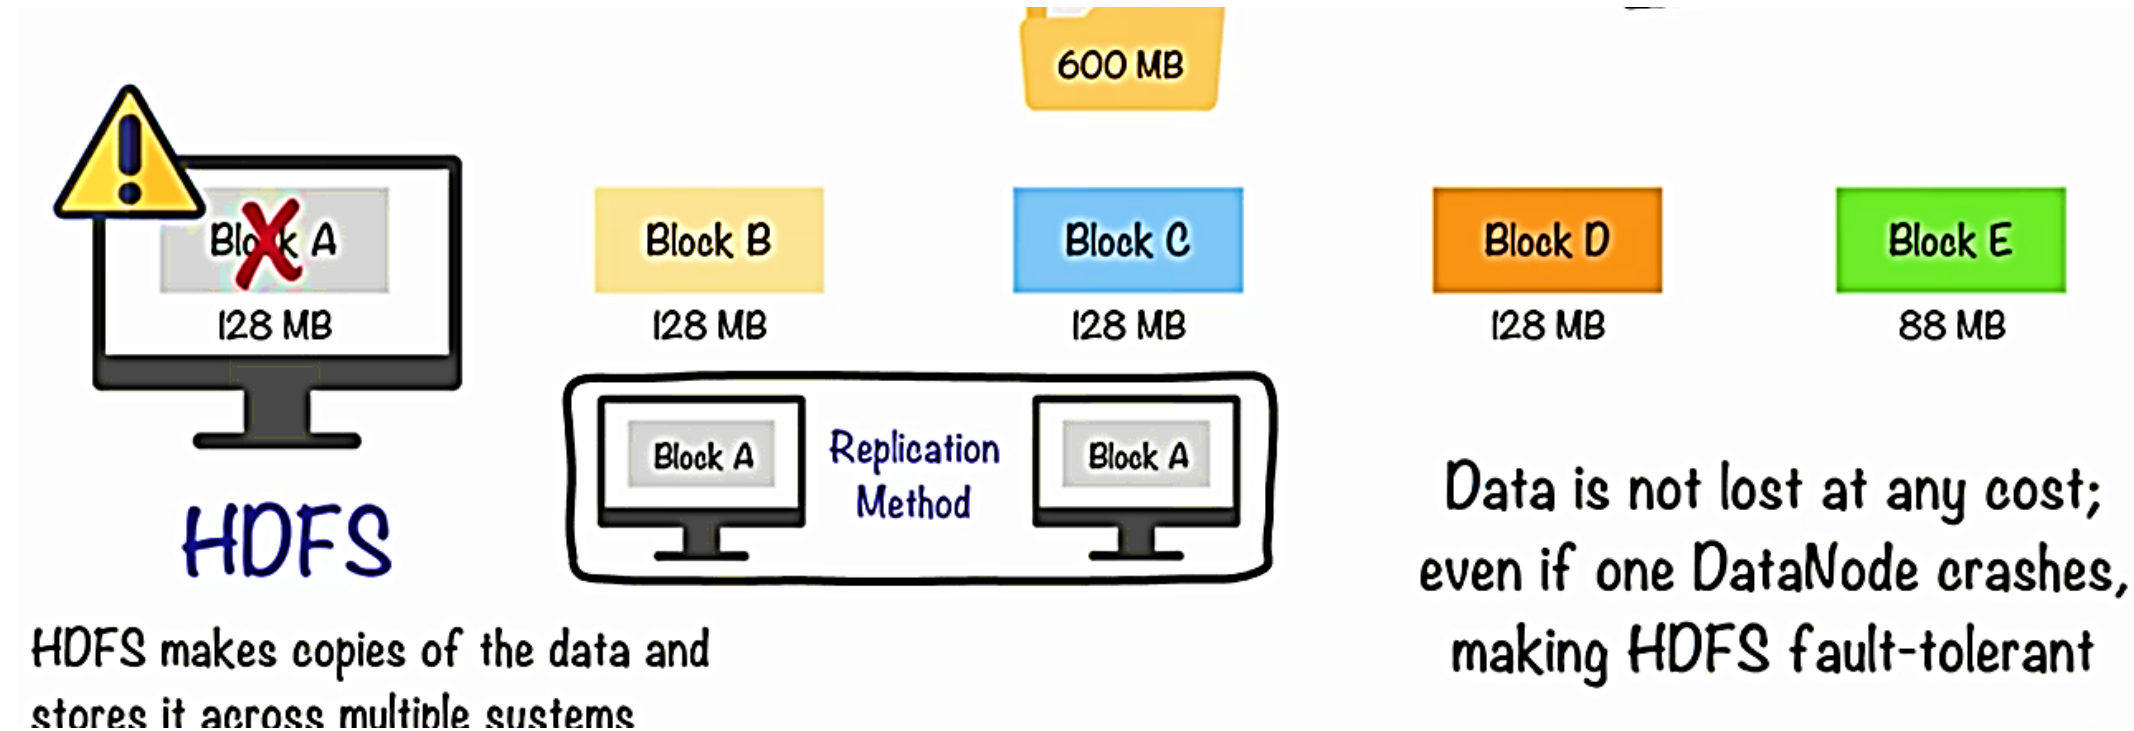 600 MB
Block A
128 MB
Block B
128 MB
Block C
128 MB
Block D
128 MB
Block E
88 MB
Block A
Replication
Method
Block A
HDFS
HDFS makes copies of the data and
stores it across multiple systems
Data is not lost at any cost;
even if one DataNode crashes,
making HDFS fault-tolerant